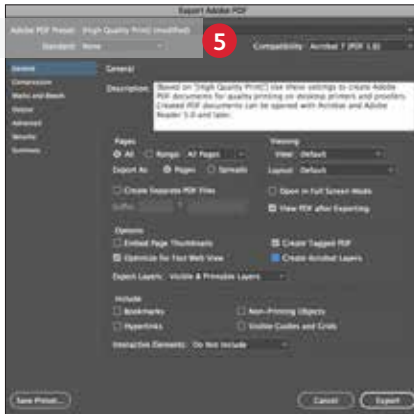 Export Adobe PDF
Adobe PDF Preset: [High Quality Print] (modified)
Standard: None
5
Compatibility: Acrobat 7 (PDF 1.6)
General
Compression
Marks and Bleeds
Output
Advanced
Security
Summary
General
Description: [Based on '[High Quality Print]'] Use these settings to create Adobe
PDF documents for quality printing on desktop printers and proofers.
Created PDF documents can be opened with Acrobat and Adobe
Reader 5.0 and later.
Pages
All Range: All Pages
Export As: Pages Spreads
Create Separate PDF Files
Suffix:
Viewing
View: Default
Layout: Default
Open in Full Screen Mode
View PDF after Exporting
Options
Embed Page Thumbnails
Create Tagged PDF
Optimize for Fast Web View
Create Acrobat Layers
Export Layers: Visible & Printable Layers
Include
Bookmarks
Non-Printing Objects
Hyperlinks
Visible Guides and Grids
Interactive Elements: Do Not Include
Save Preset...
Cancel
Export